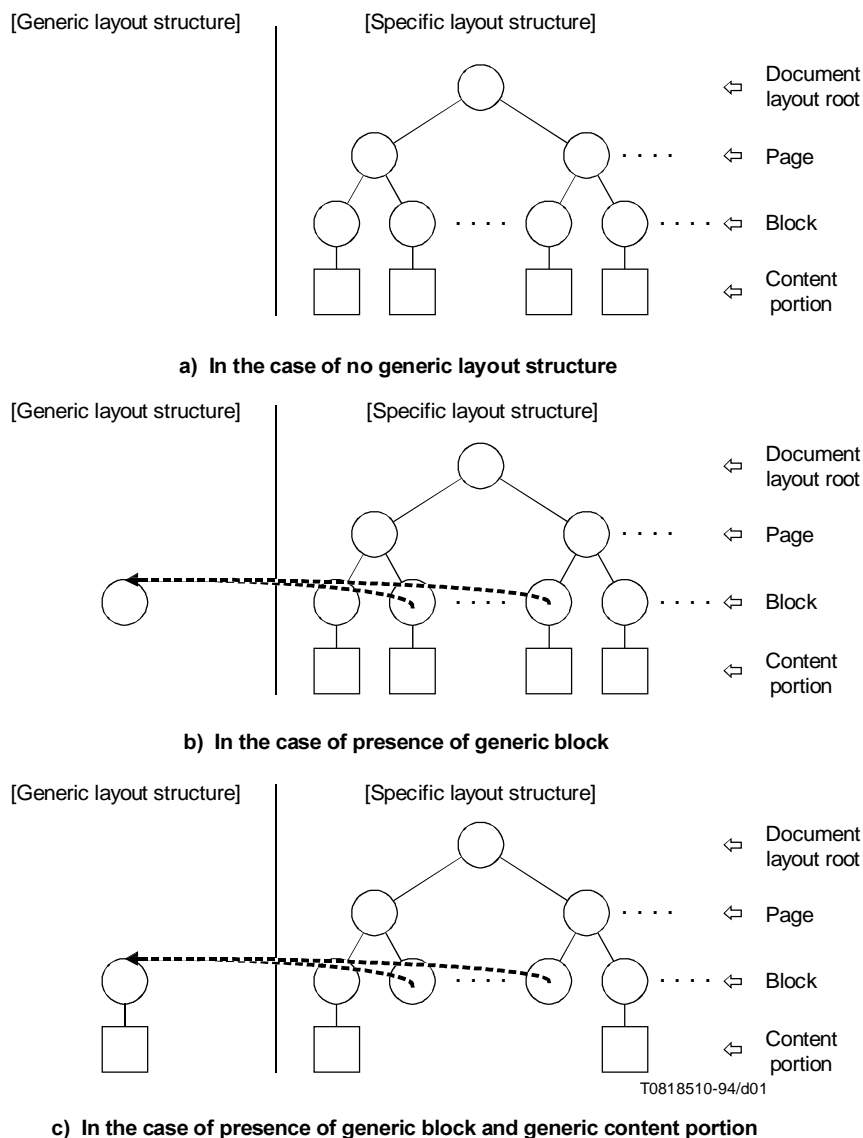 [Generic layout structure] [Specific layout structure]
Document
layout root
Page
Block
Content
portion
a) In the case of no generic layout structure
[Generic layout structure] [Specific layout structure]
Document
layout root
Page
Block
Content
portion
b) In the case of presence of generic block
[Generic layout structure] [Specific layout structure]
Document
layout root
Page
Block
Content
portion
T0818510-94/d01
c) In the case of presence of generic block and generic content portion